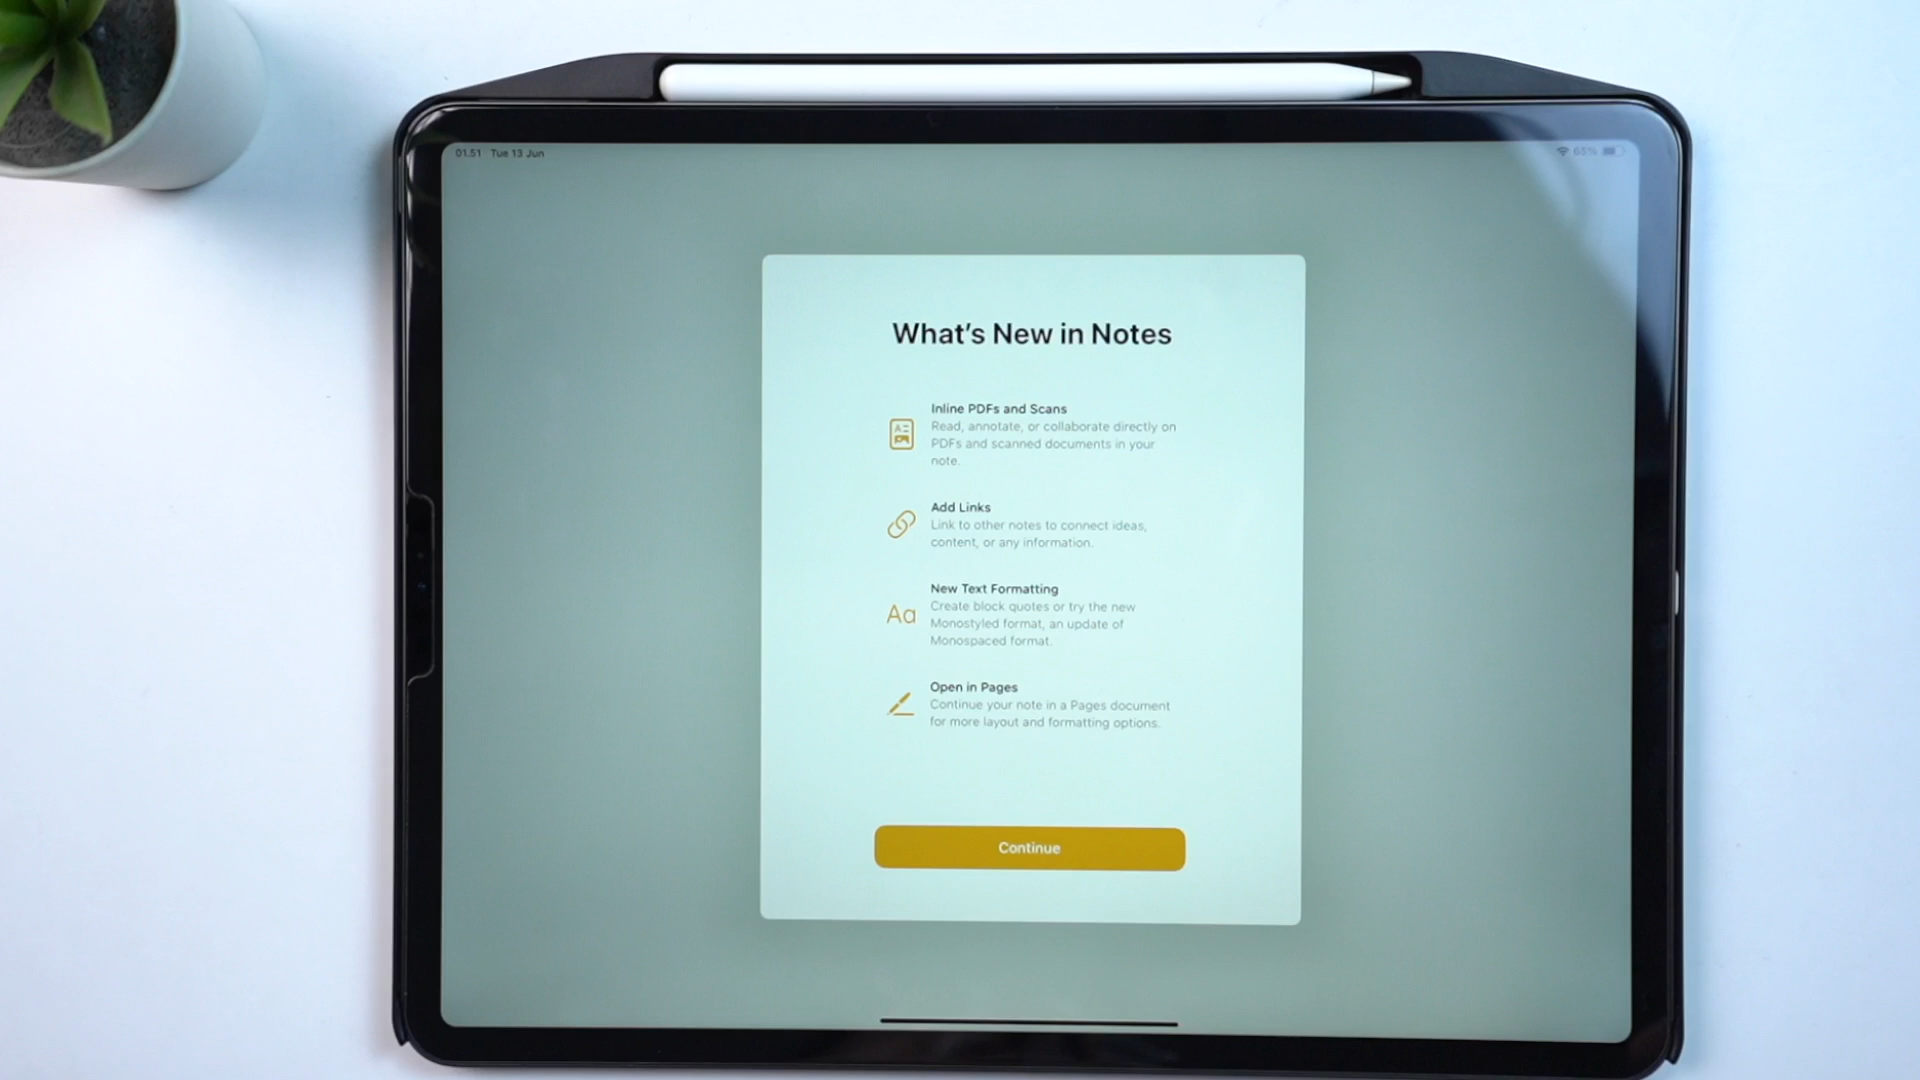 01.51 Tue 13 Jun
65%
What's New in Notes
Inline PDFs and Scans
Read, annotate, or collaborate directly on
PDFs and scanned documents in your
note.
Add Links
Link to other notes to connect ideas,
content, or any information.
Aa
New Text Formatting
Create block quotes or try the new
Monostyled format, an update of
Monospaced format.
Open in Pages
Continue your note in a Pages document
for more layout and formatting options.
Continue